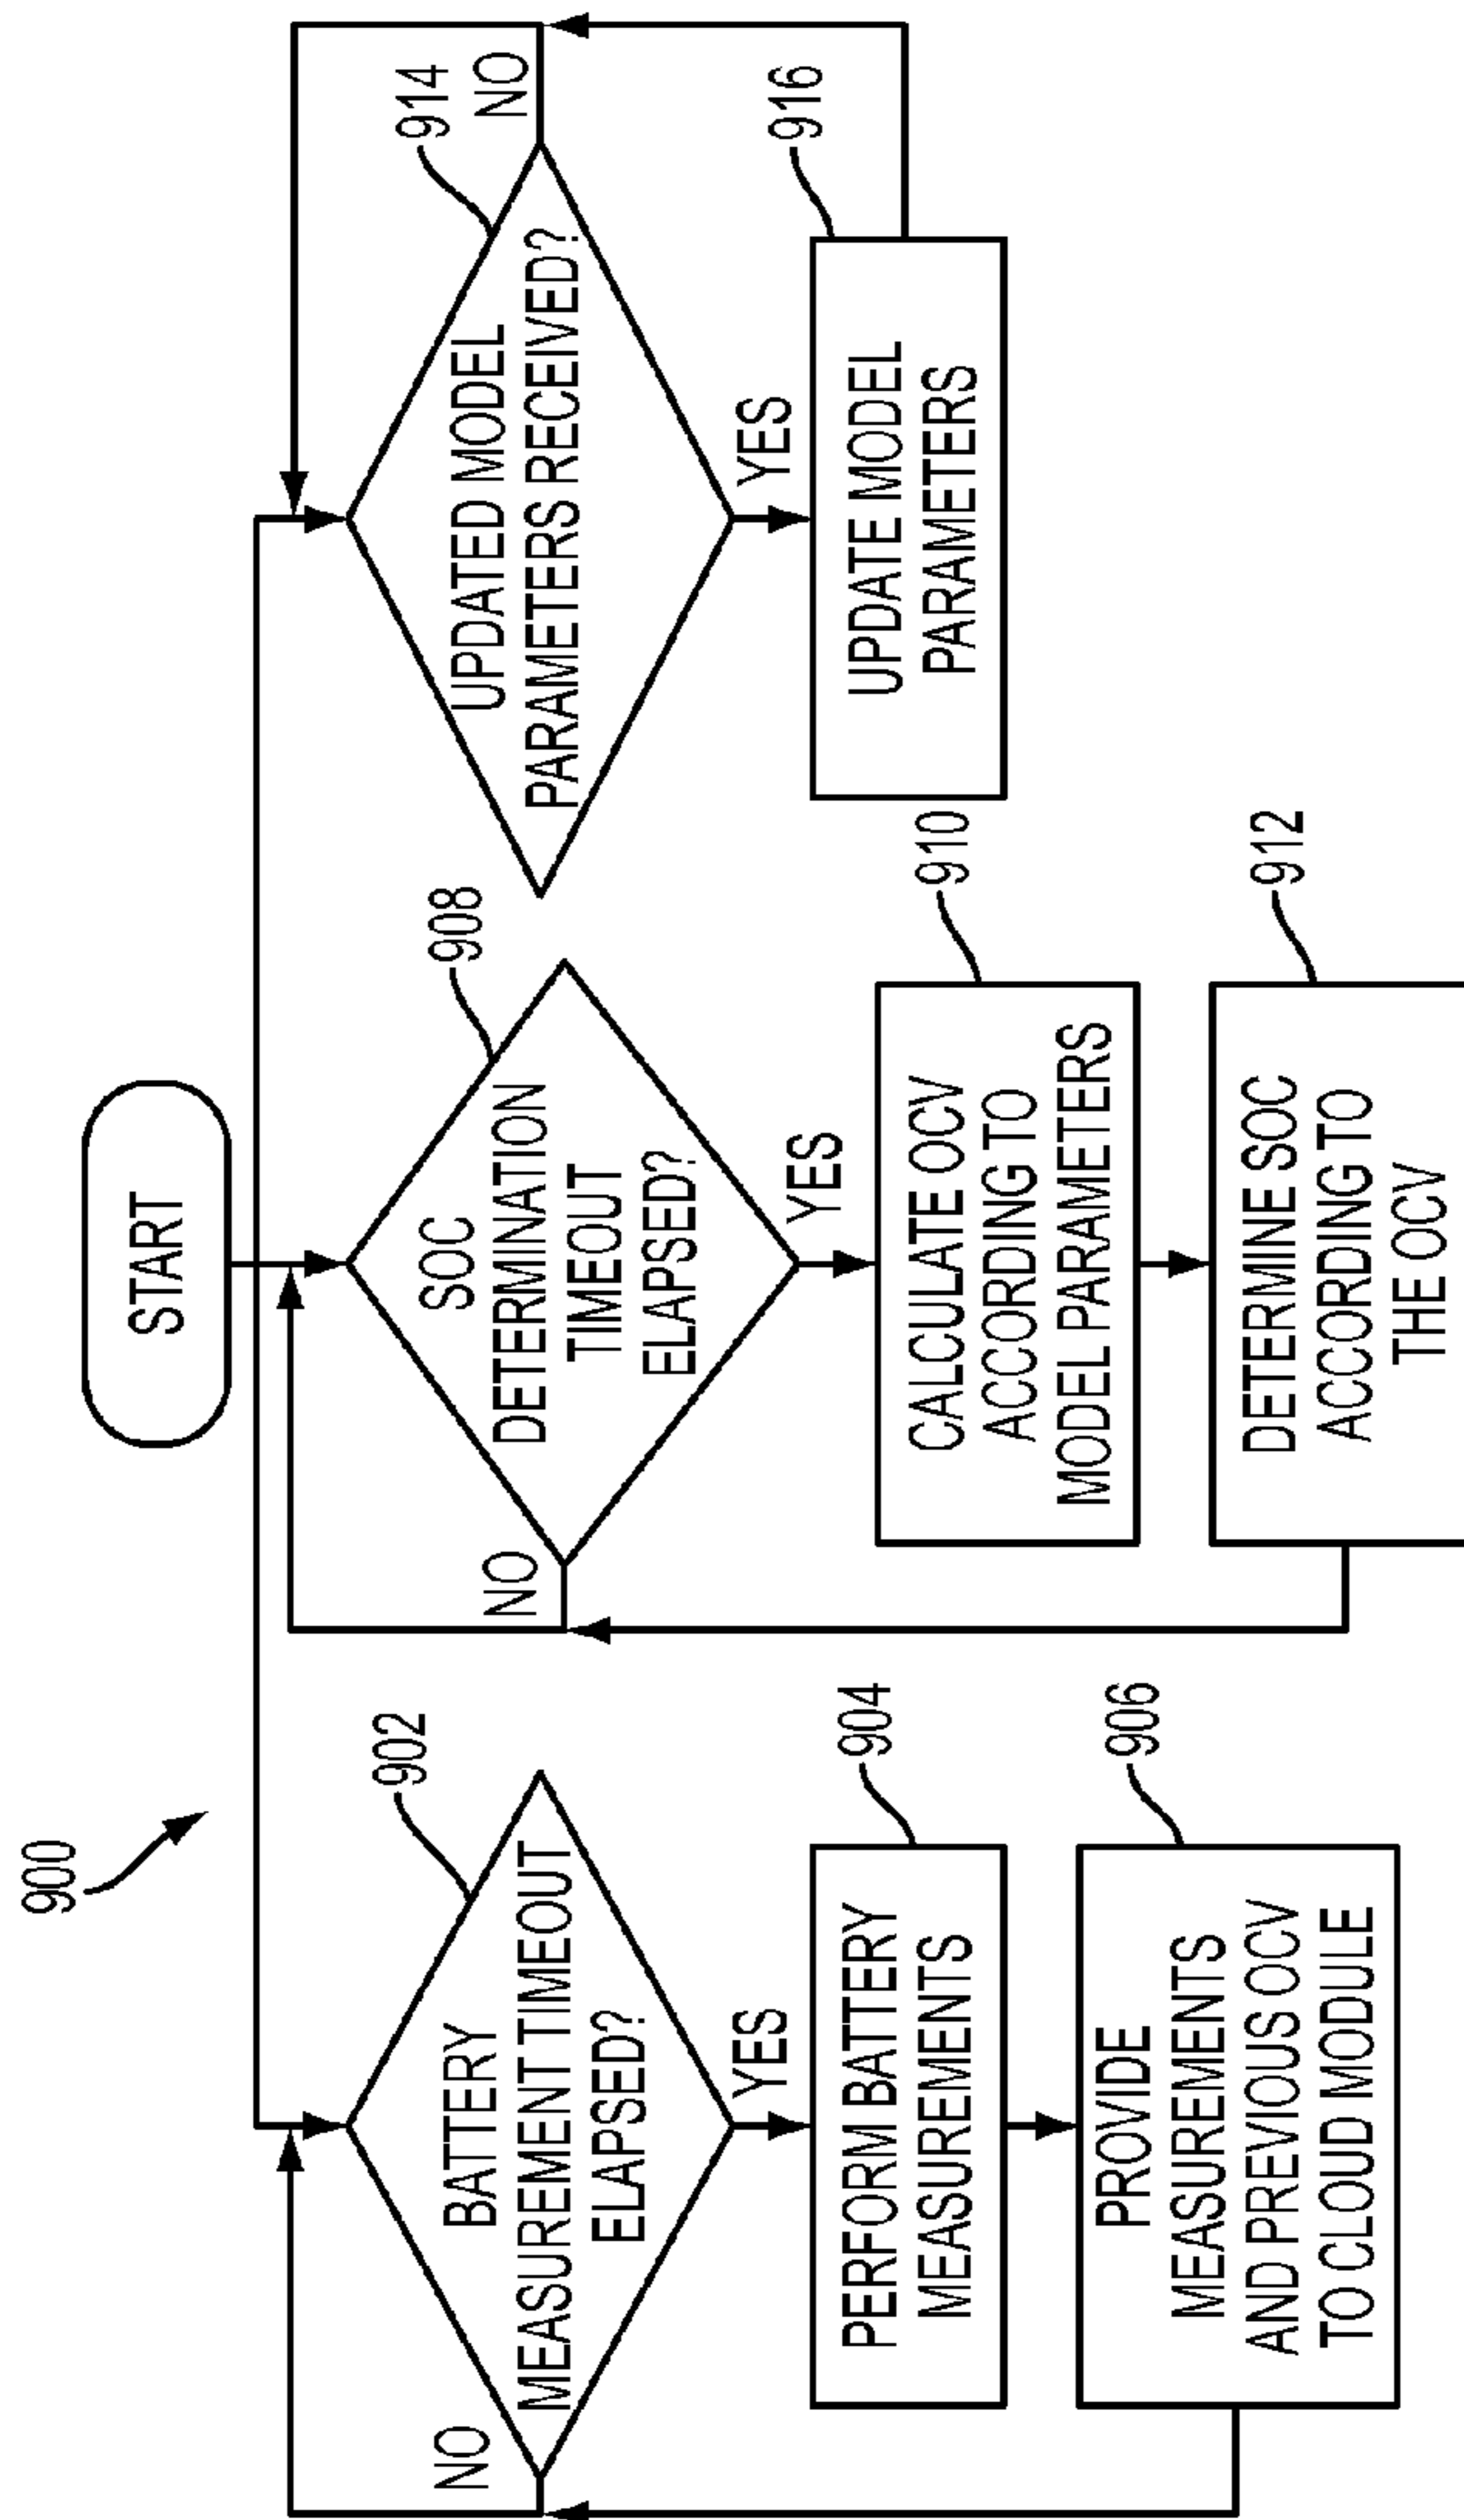 900
START
902
BATTERY
MEASUREMENT TIMEOUT
ELAPSED?
NO
YES
904
PERFORM BATTERY
MEASUREMENTS
906
PROVIDE
MEASUREMENTS
AND PREVIOUS OCV
TO CLOUD MODULE
908
SOC
DETERMINATION
TIMEOUT
ELAPSED?
NO
YES
910
CALCULATE OCV
ACCORDING TO
MODEL PARAMETERS
912
DETERMINE SOC
ACCORDING TO
THE OCV
914
UPDATED MODEL
PARAMETERS RECEIVED?
NO
YES
916
UPDATE MODEL
PARAMETERS